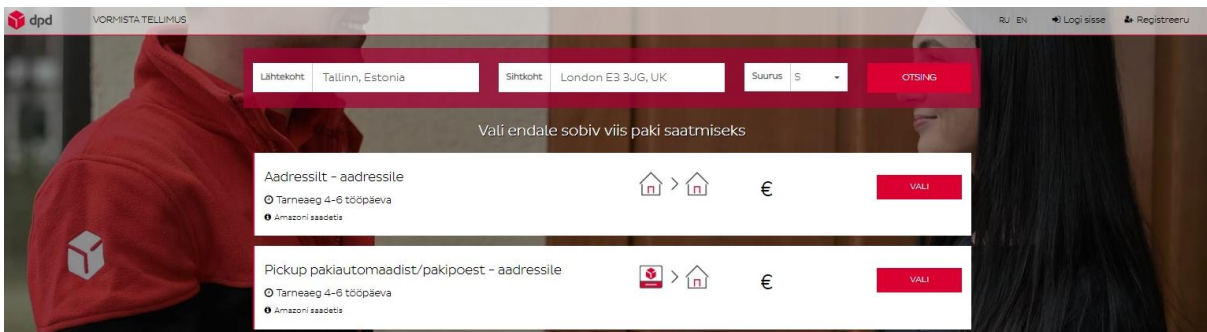 dpd VORMISTA TELLIMUS RU EN Logi sisse Registreeru
Lähtekoht Tallinn, Estonia Sihtkoht London E3 3JG, UK Suurus S OTSING
Vali endale sobiv viis paki saatmiseks
Aadressilt - aadressile
Tarneaeg 4-6 tööpäeva
Amazoni saadetis
€
VALI
Pickup pakiautomaadist/pakipoest - aadressile
Tarneaeg 4-6 tööpäeva
Amazoni saadetis
€
VALI